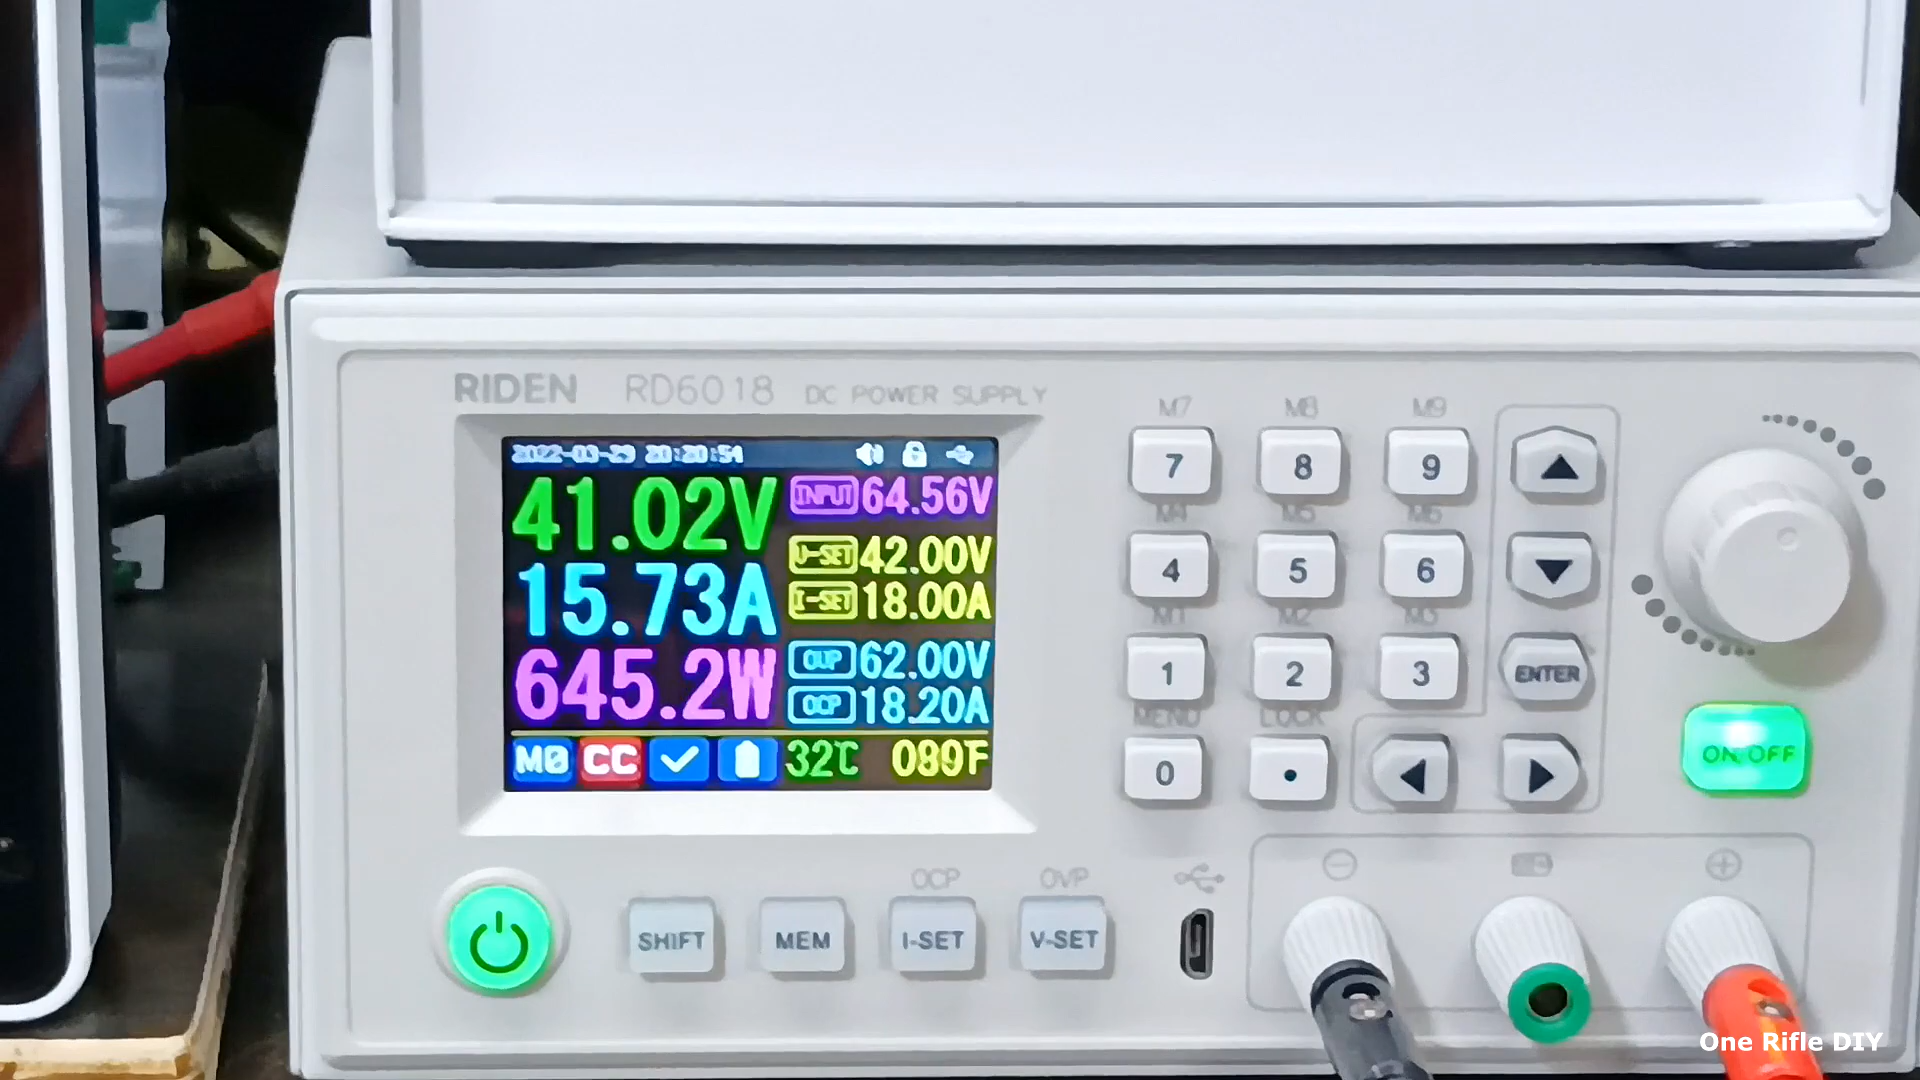 RIDEN RD6018 DC POWER SUPPLY
2022-03-29 20:20:54
41.02V
15.73A
645.2W
INPUT 64.56V
V-SET 42.00V
I-SET 18.00A
OVP 62.00V
OCP 18.20A
M0 CC 32℃ 089℉
M7 M8 M9
7 8 9
M4 M5 M6
4 5 6
M1 M2 M3
1 2 3 ENTER
MENU LOCK
0 .
ON/OFF
OCP OVP
SHIFT MEM I-SET V-SET
One Rifle DIY